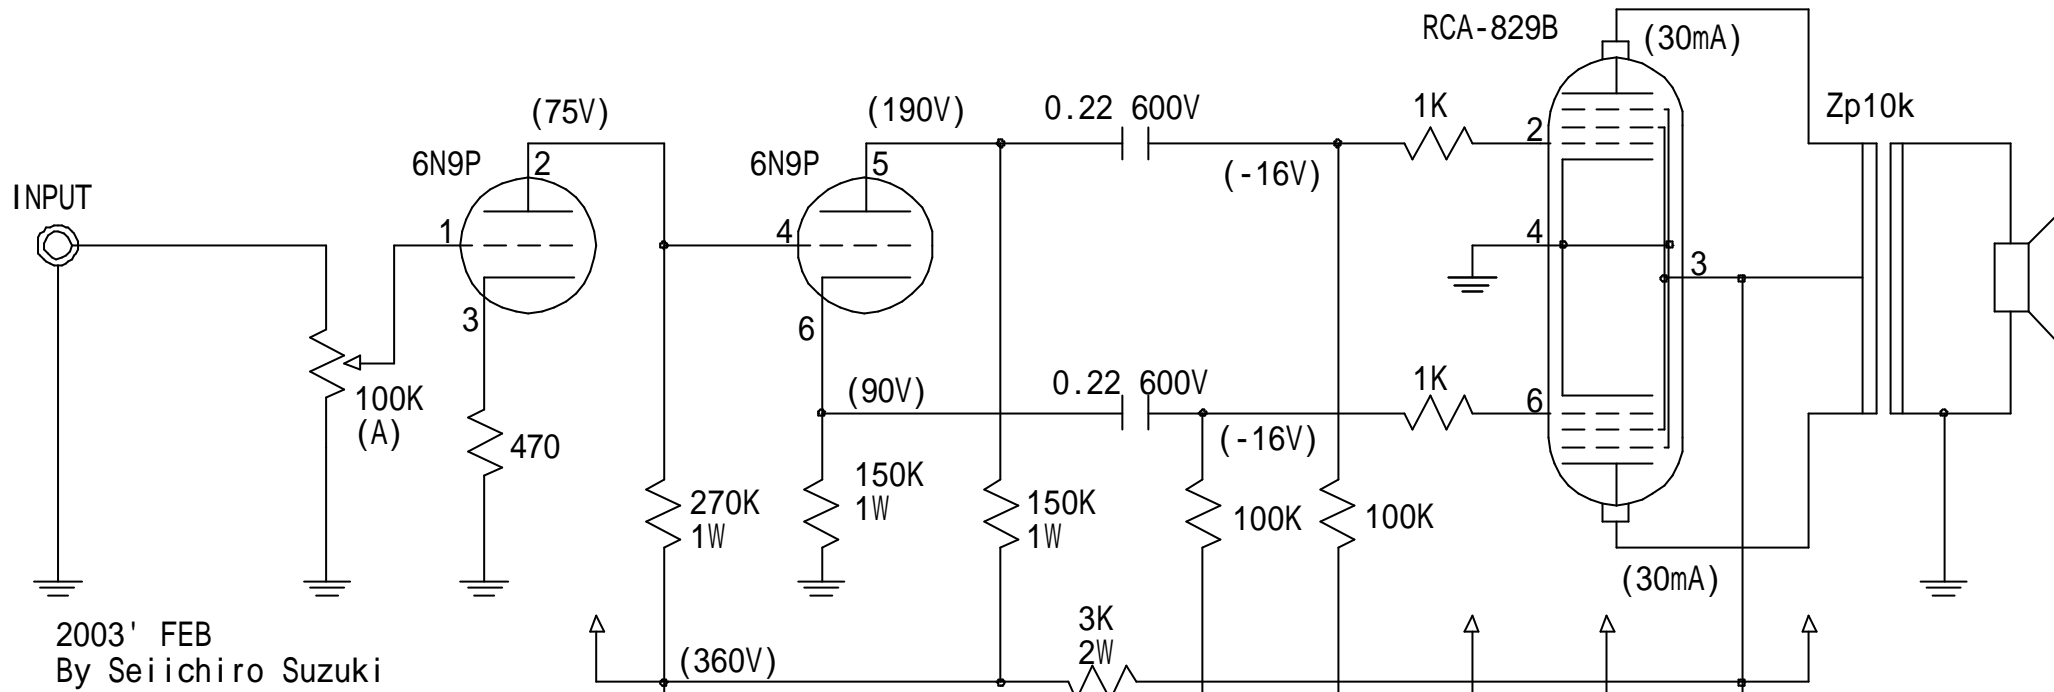 RCA-829B
(30mA)
(75V)
(190V)
0.22 600V
1K
Zp10k
6N9P
2
6N9P
5
2
(-16V)
INPUT
1
4
4
3
3
6
100K
(A)
(90V)
0.22 600V
1K
6
(-16V)
470
270K
1W
150K
1W
150K
1W
100K
100K
(30mA)
2003' FEB
By Seiichiro Suzuki
(360V)
3K
2W